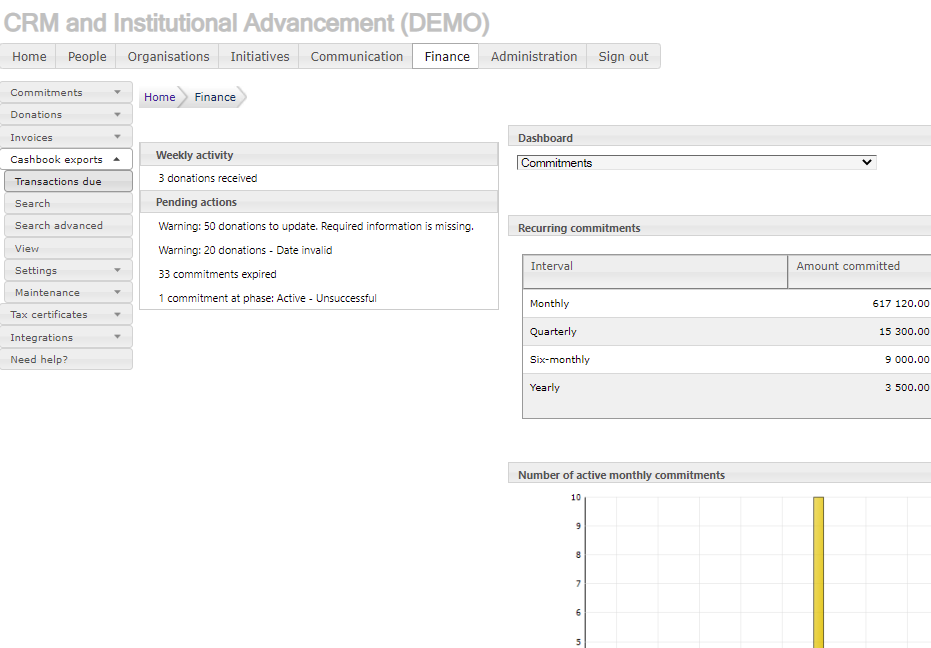 CRM and Institutional Advancement (DEMO)
Home People Organisations Initiatives Communication Finance Administration Sign out
Commitments
Donations
Invoices
Cashbook exports
Transactions due
Search
Search advanced
View
Settings
Maintenance
Tax certificates
Integrations
Need help?
Home Finance
Weekly activity
3 donations received
Pending actions
Warning: 50 donations to update. Required information is missing.
Warning: 20 donations - Date invalid
33 commitments expired
1 commitment at phase: Active - Unsuccessful
Dashboard
Commitments
Recurring commitments
Interval Amount committed
Monthly 617 120.00
Quarterly 15 300.00
Six-monthly 9 000.00
Yearly 3 500.00
Number of active monthly commitments
10
9
8
7
6
5